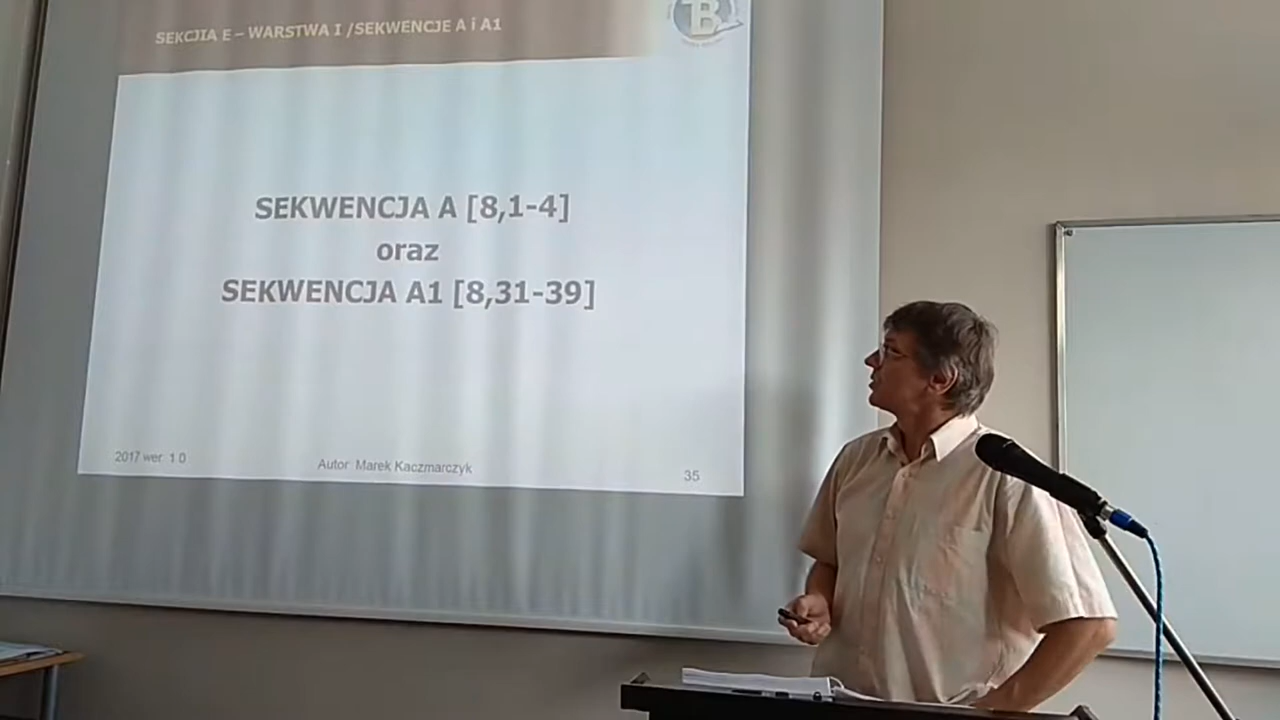 SEKCJIA E – WARSTWA I /SEKWENCJE A i A1
B
SEKWENCJA A [8,1-4]
oraz
SEKWENCJA A1 [8,31-39]
2017 wer. 1.0
Autor: Marek Kaczmarczyk
35